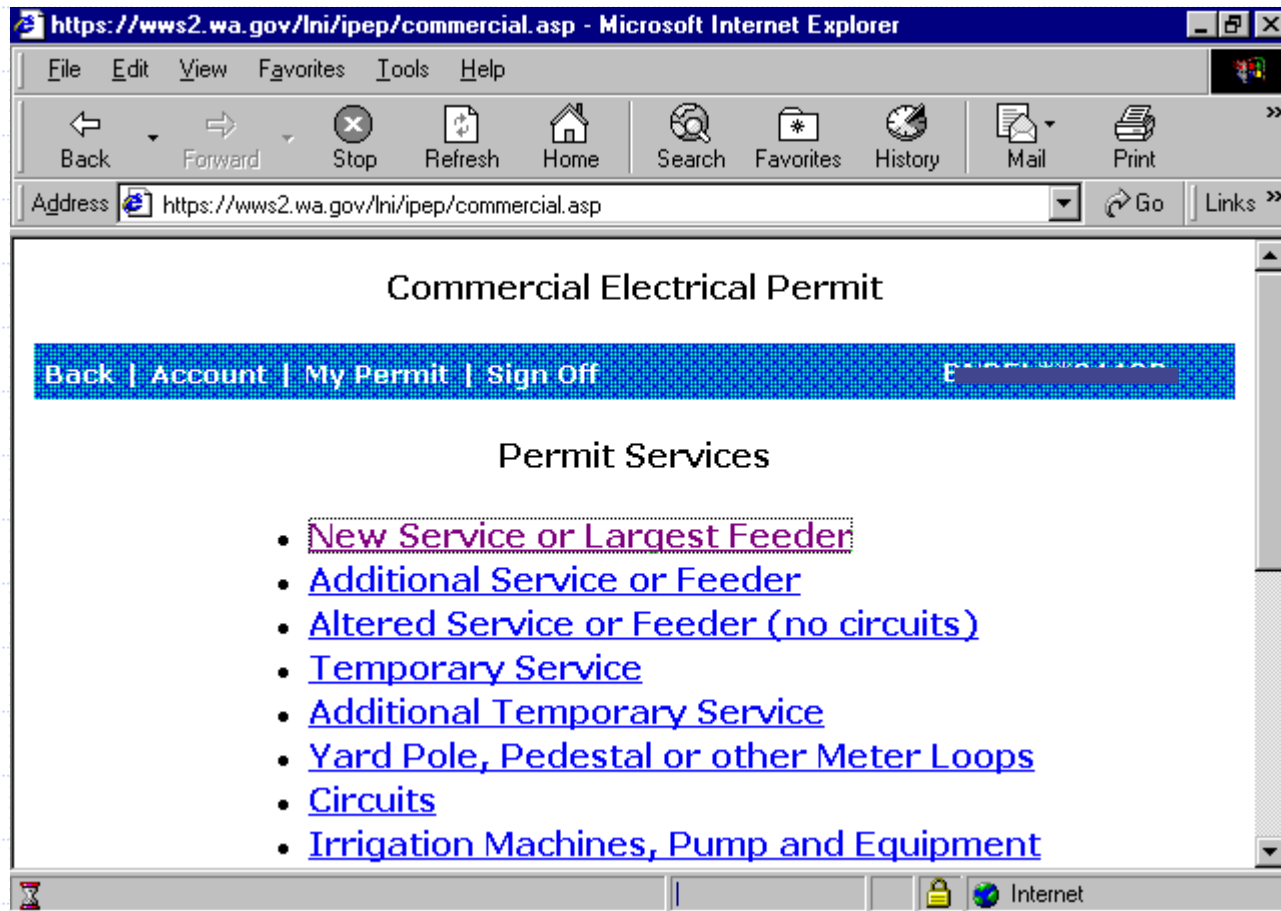 https://wws2.wa.gov/lni/ipep/commercial.asp - Microsoft Internet Explorer
File Edit View Favorites Tools Help
Back Forward Stop Refresh Home Search Favorites History Mail Print »
Address https://wws2.wa.gov/lni/ipep/commercial.asp Go Links »
Commercial Electrical Permit
Back | Account | My Permit | Sign Off
Permit Services
• New Service or Largest Feeder
• Additional Service or Feeder
• Altered Service or Feeder (no circuits)
• Temporary Service
• Additional Temporary Service
• Yard Pole, Pedestal or other Meter Loops
• Circuits
• Irrigation Machines, Pump and Equipment
Internet